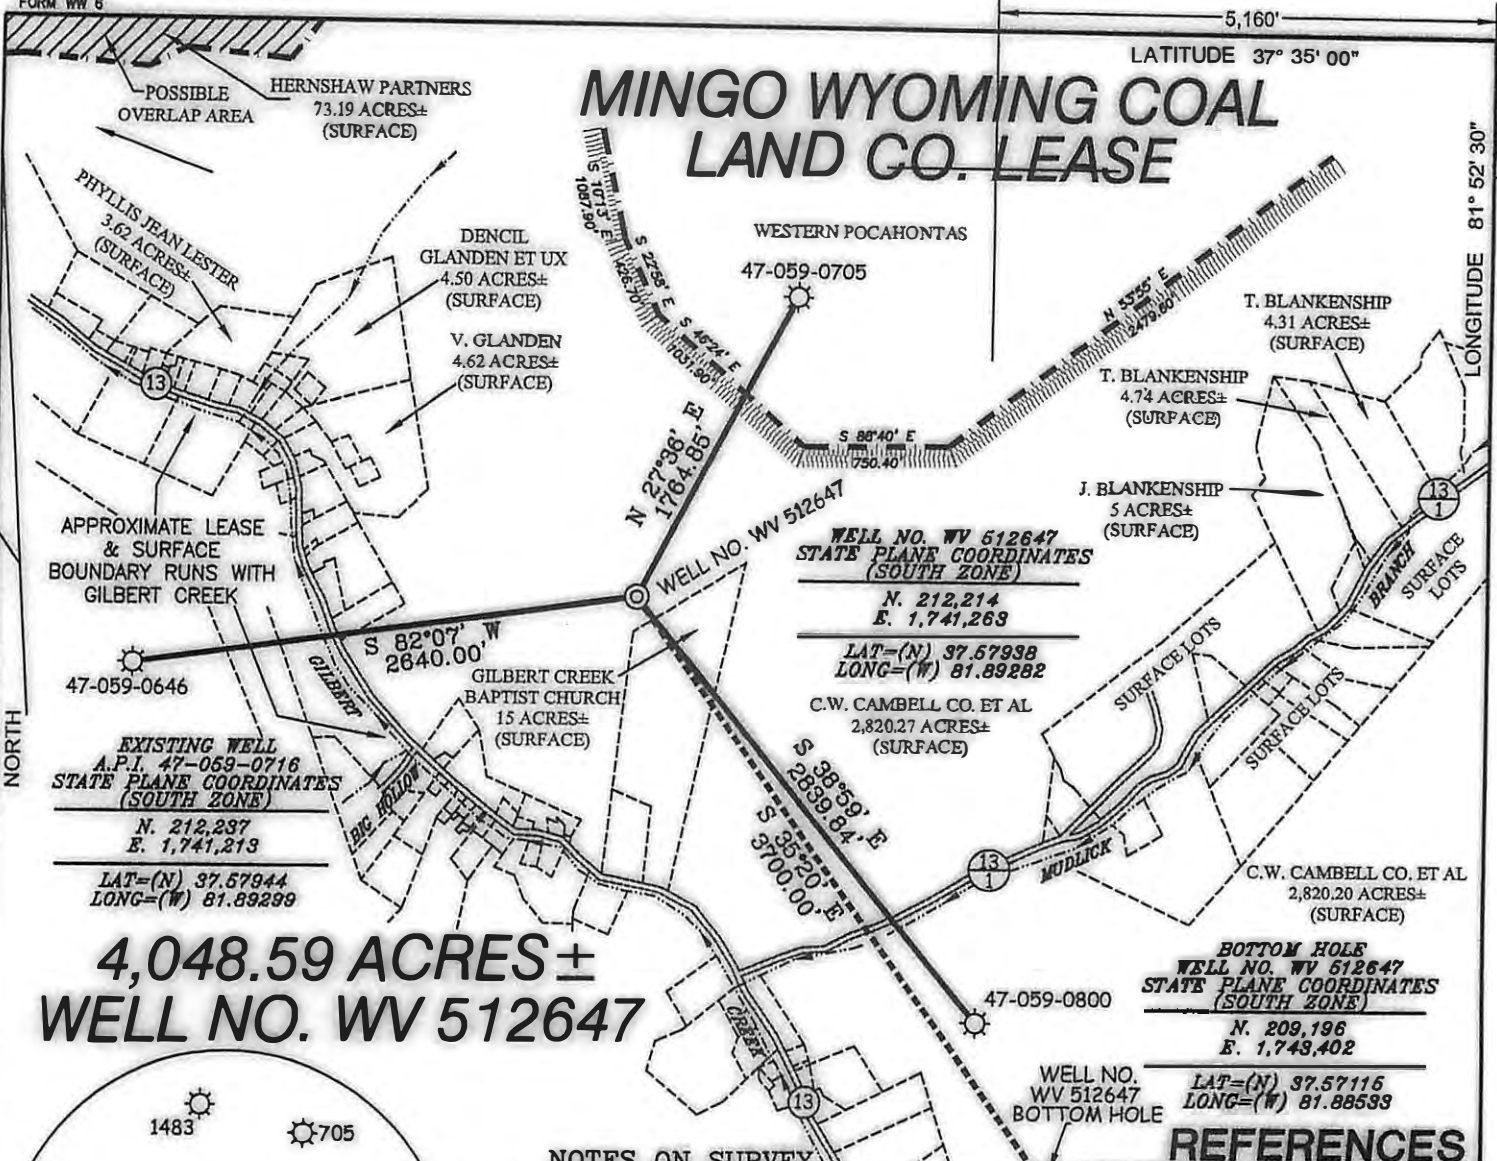 FORM WW 6
5,160'
LATITUDE 37° 35' 00"
MINGO WYOMING COAL
LAND CO. LEASE
POSSIBLE
OVERLAP AREA
HERNSHAW PARTNERS
73.19 ACRES±
(SURFACE)
PHYLLIS JEAN LESTER
3.62 ACRES±
(SURFACE)
DENCIL
GLANDEN ET UX
4.50 ACRES±
(SURFACE)
V. GLANDEN
4.62 ACRES±
(SURFACE)
S 10°13' E
1087.90'
S 22°58' E
426.70'
S 46°24' E
1031.90'
S 88°40' E
750.40'
N 53°55' E
2479.60'
WESTERN POCAHONTAS
47-059-0705
LONGITUDE 81° 52' 30"
T. BLANKENSHIP
4.31 ACRES±
(SURFACE)
T. BLANKENSHIP
4.74 ACRES±
(SURFACE)
J. BLANKENSHIP
5 ACRES±
(SURFACE)
13
13
1
N 27°36' E
1764.85'
WELL NO. WV 512647
APPROXIMATE LEASE
& SURFACE
BOUNDARY RUNS WITH
GILBERT CREEK
WELL NO. WV 512647
STATE PLANE COORDINATES
(SOUTH ZONE)
N. 212,214
E. 1,741,263
LAT=(N) 37.57938
LONG=(W) 81.89282
BRANCH
SURFACE
LOTS
SURFACE LOTS
SURFACE LOTS
S 82°07' W
2640.00'
47-059-0646
GILBERT
GILBERT CREEK
BAPTIST CHURCH
15 ACRES±
(SURFACE)
C.W. CAMBELL CO. ET AL
2,820.27 ACRES±
(SURFACE)
NORTH
EXISTING WELL
A.P.I. 47-059-0716
STATE PLANE COORDINATES
(SOUTH ZONE)
N. 212,237
E. 1,741,213
LAT=(N) 37.57944
LONG=(W) 81.89299
BIG HOLLOW
S 38°59' E
2839.84'
S 35°20' E
3700.00'
13
1
MUDLICK
C.W. CAMBELL CO. ET AL
2,820.20 ACRES±
(SURFACE)
4,048.59 ACRES ±
WELL NO. WV 512647
47-059-0800
BOTTOM HOLE
WELL NO. WV 512647
STATE PLANE COORDINATES
(SOUTH ZONE)
N. 209,196
E. 1,743,402
LAT=(N) 37.57115
LONG=(W) 81.88533
CREEK
13
WELL NO.
WV 512647
BOTTOM HOLE
1483
705
NOTES ON SURVEY
REFERENCES